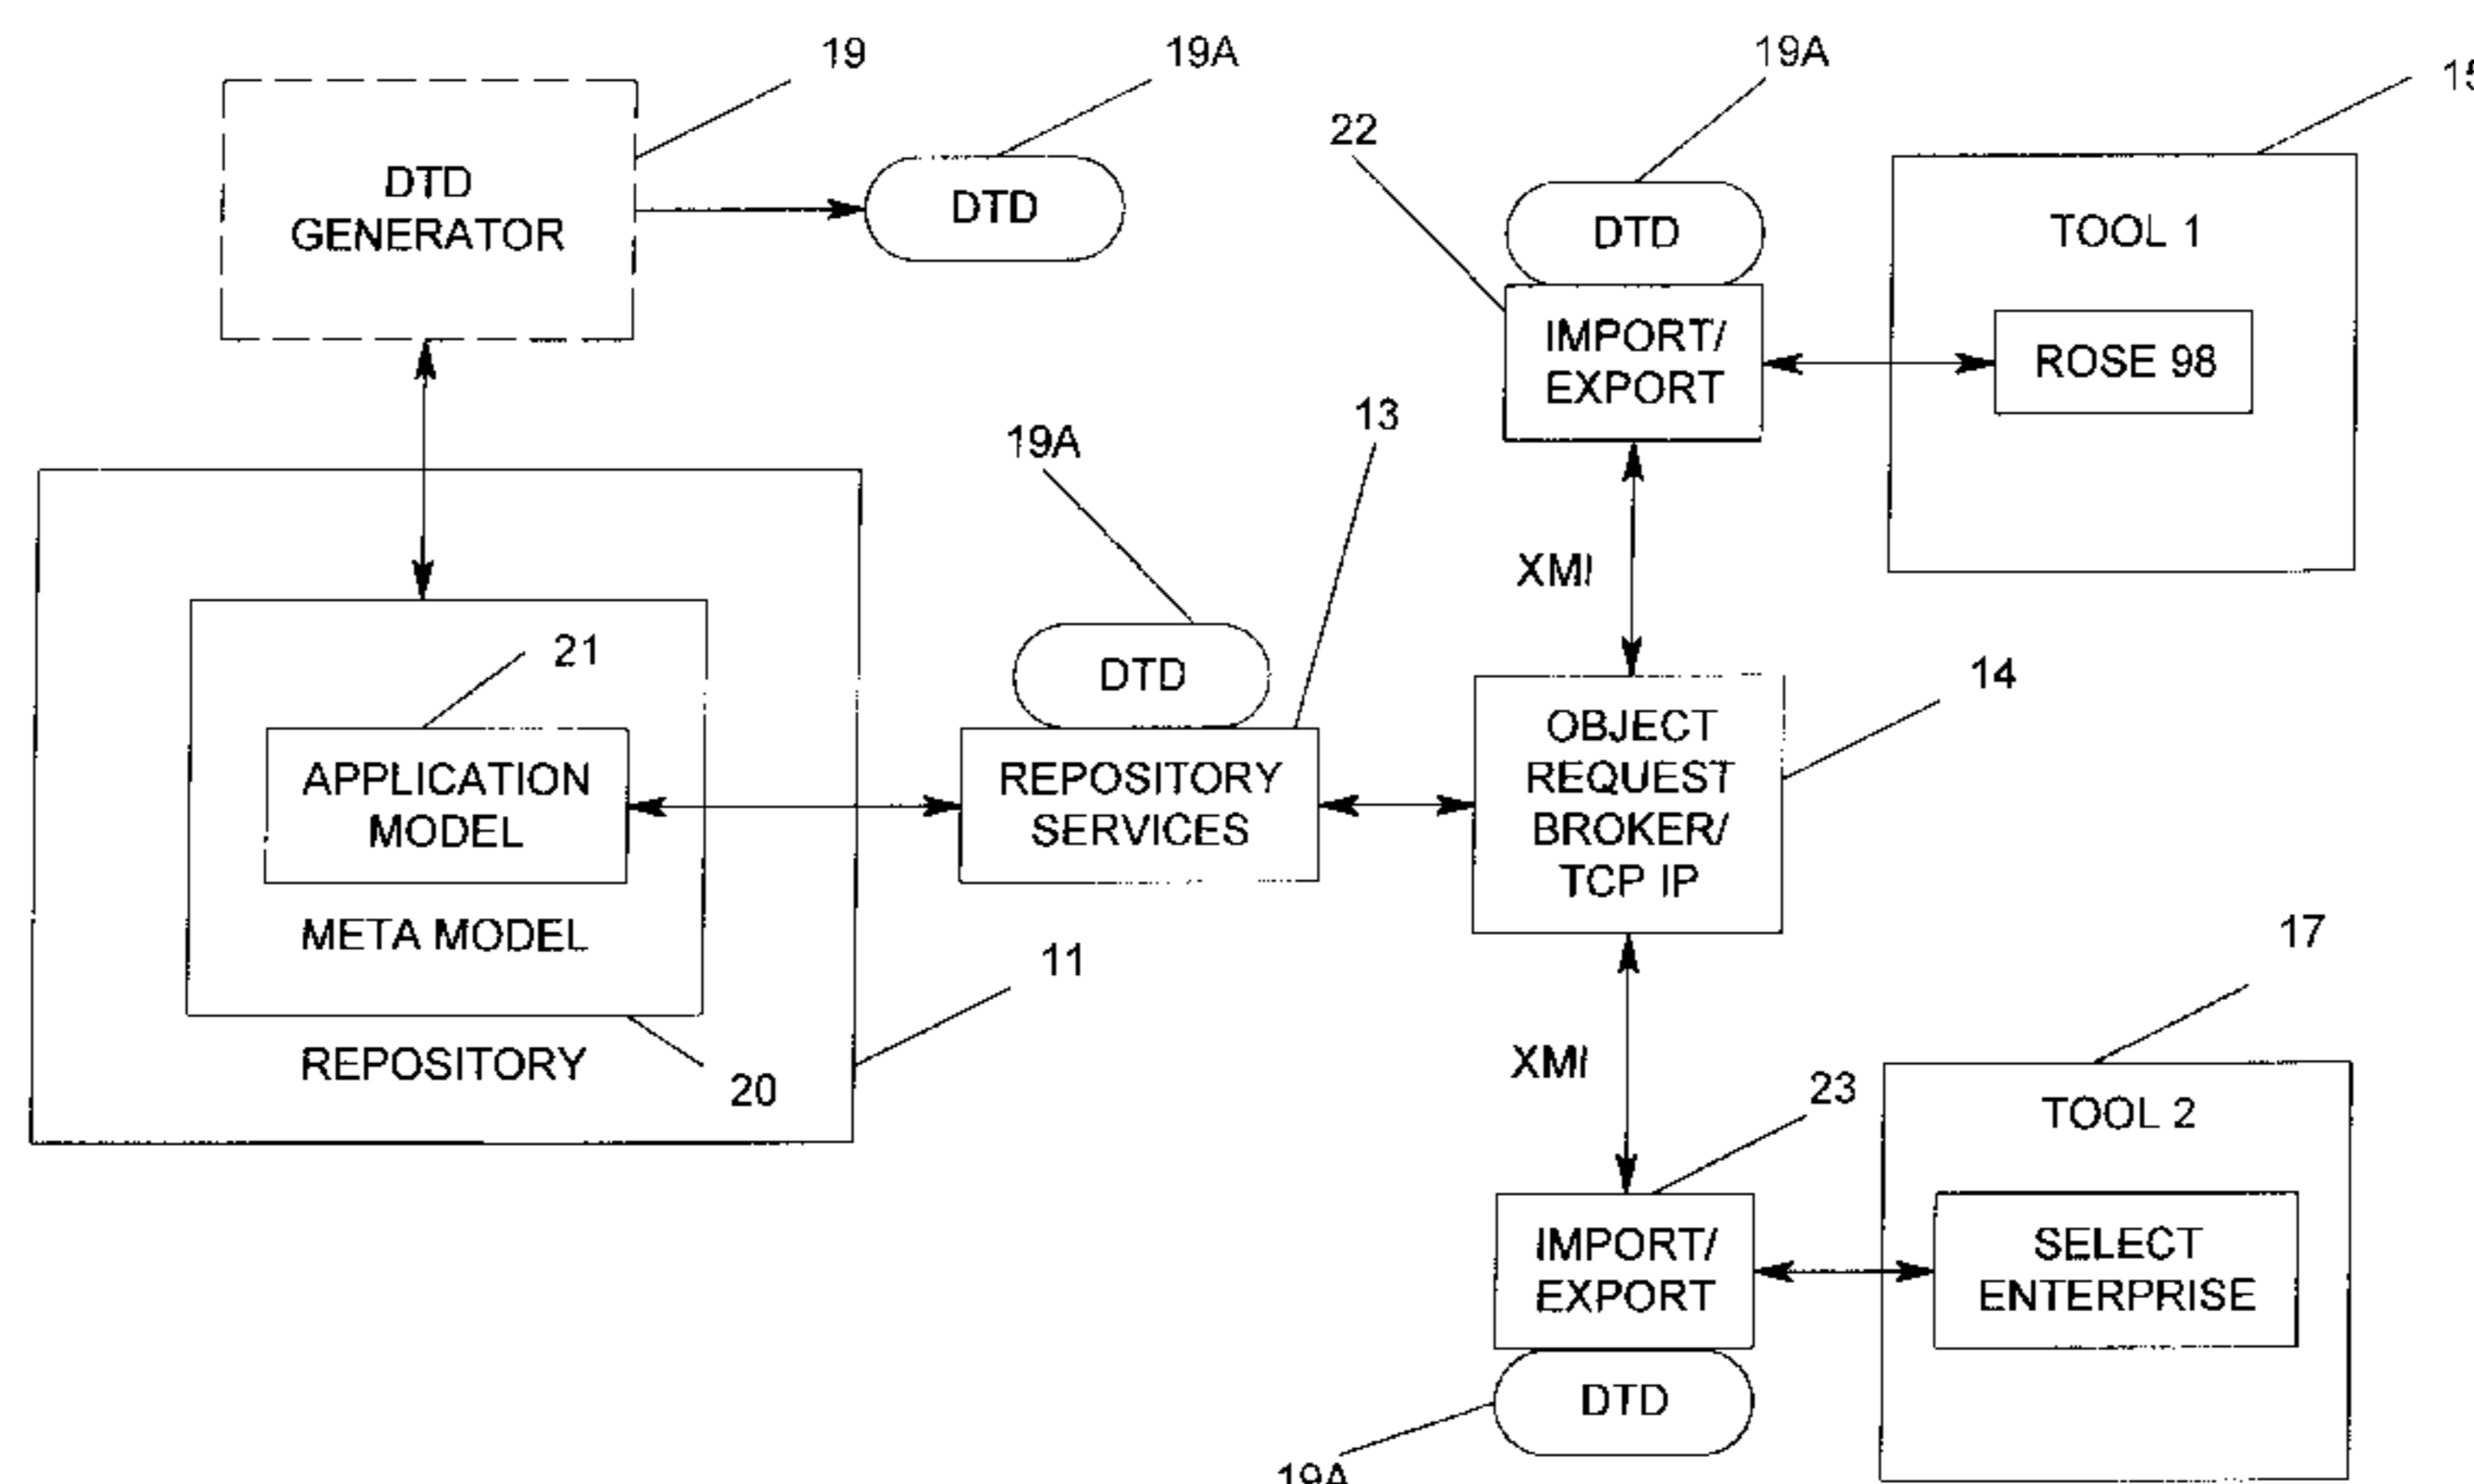 19
19A
DTD
GENERATOR
DTD
19A
22
DTD
IMPORT/
EXPORT
15
TOOL 1
ROSE 98
XMI
19A
13
DTD
REPOSITORY
SERVICES
21
APPLICATION
MODEL
META MODEL
REPOSITORY
20
11
14
OBJECT
REQUEST
BROKER/
TCP IP
XMI
23
IMPORT/
EXPORT
DTD
19A
17
TOOL 2
SELECT
ENTERPRISE